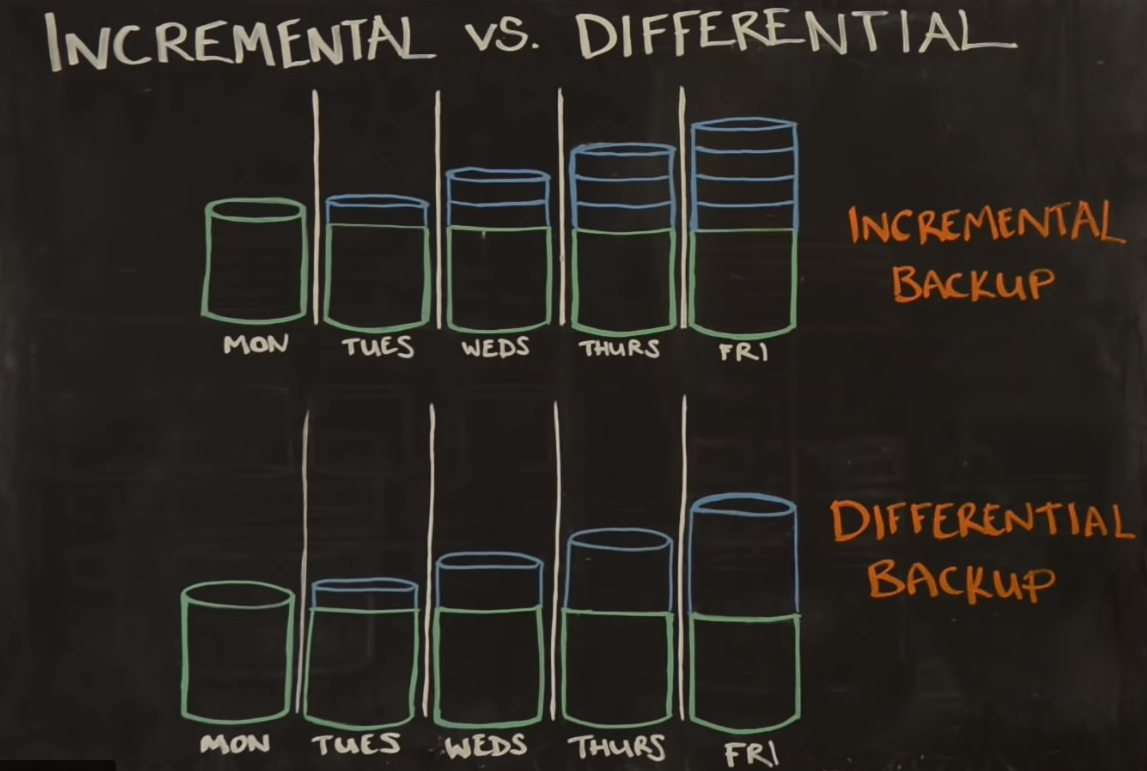 INCREMENTAL VS. DIFFERENTIAL
INCREMENTAL
BACKUP
MON TUES WEDS THURS FRI
DIFFERENTIAL
BACKUP
MON TUES WEDS THURS FRI